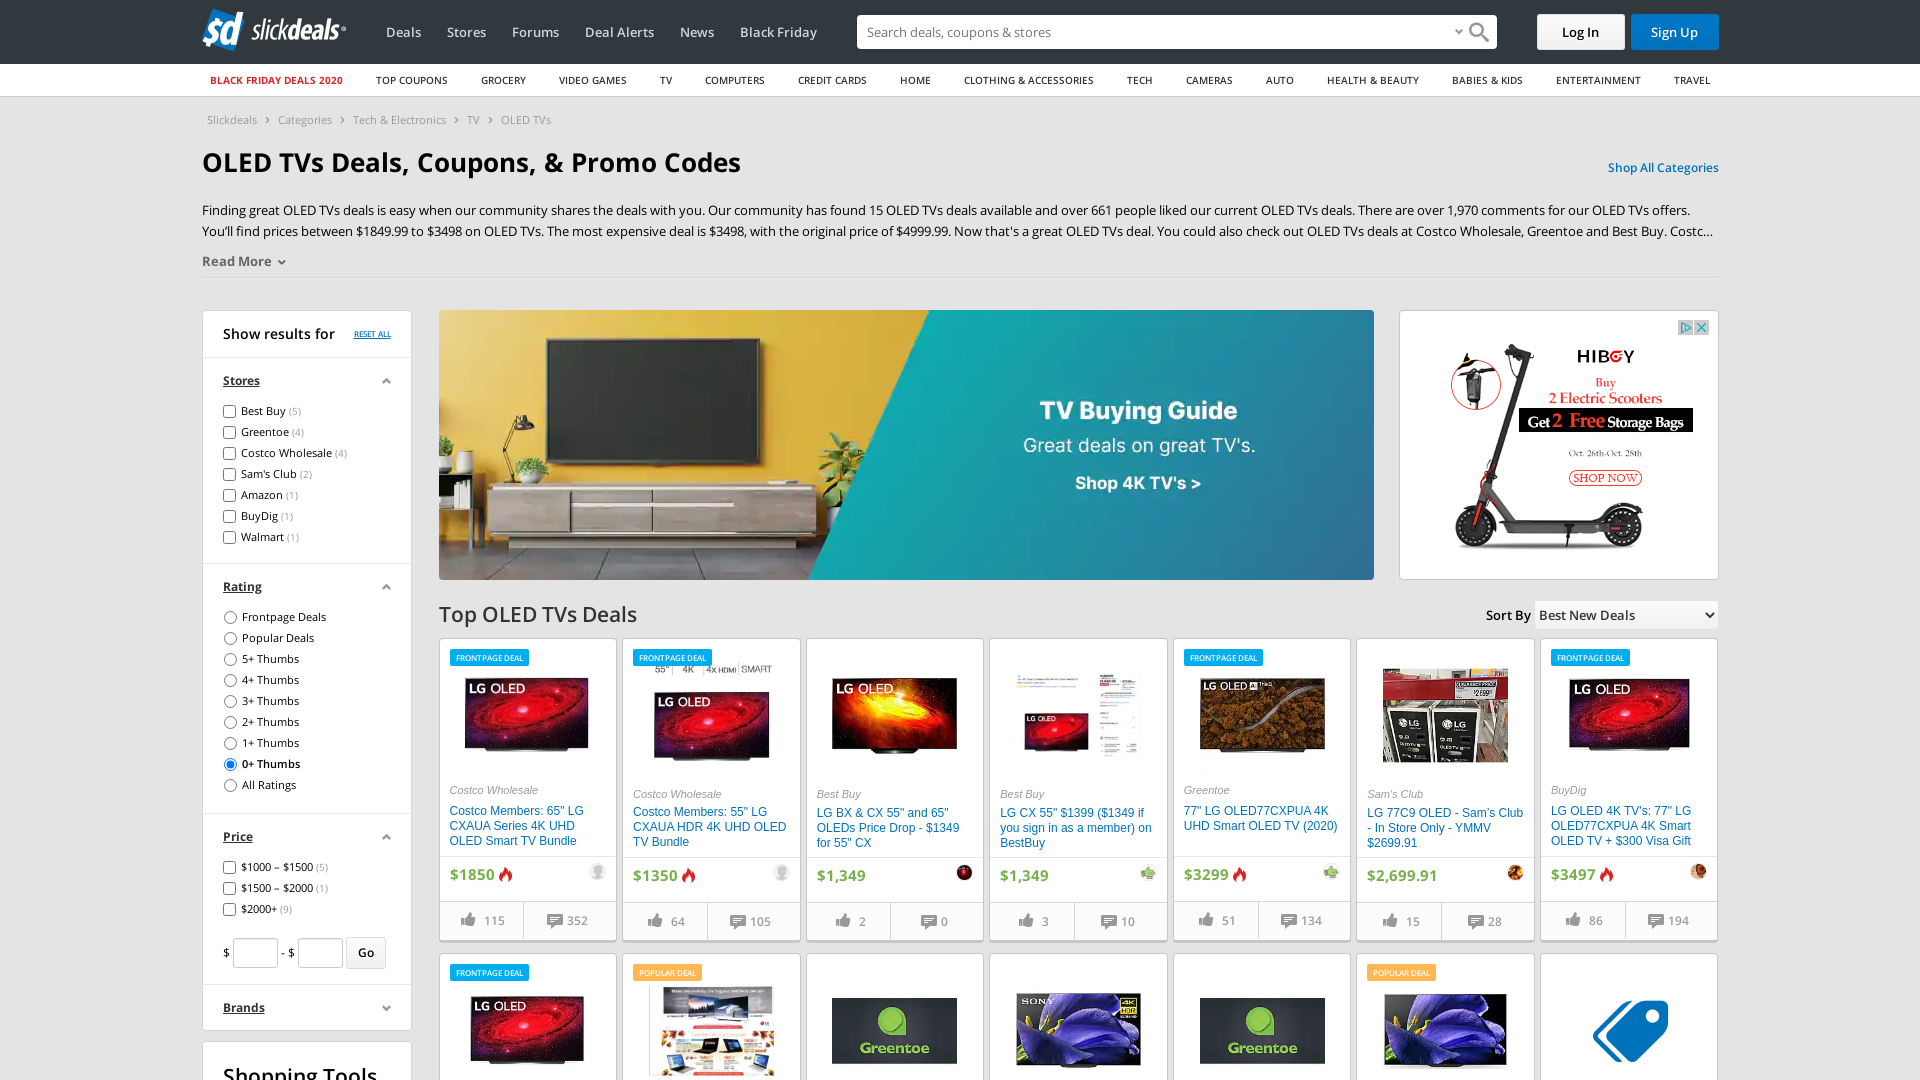 sd slickdeals
Deals
Stores
Forums
Deal Alerts
News
Black Friday
Search deals, coupons & stores
Log In
Sign Up
BLACK FRIDAY DEALS 2020
TOP COUPONS
GROCERY
VIDEO GAMES
TV
COMPUTERS
CREDIT CARDS
HOME
CLOTHING & ACCESSORIES
TECH
CAMERAS
AUTO
HEALTH & BEAUTY
BABIES & KIDS
ENTERTAINMENT
TRAVEL
Slickdeals > Categories > Tech & Electronics > TV > OLED TVs
OLED TVs Deals, Coupons, & Promo Codes
Shop All Categories
Finding great OLED TVs deals is easy when our community shares the deals with you. Our community has found 15 OLED TVs deals available and over 661 people liked our current OLED TVs deals. There are over 1,970 comments for our OLED TVs offers.
You'll find prices between $1849.99 to $3498 on OLED TVs. The most expensive deal is $3498, with the original price of $4999.99. Now that's a great OLED TVs deal. You could also check out OLED TVs deals at Costco Wholesale, Greentoe and Best Buy. Costc...
Read More
Show results for
RESET ALL
Stores
Best Buy (5)
Greentoe (4)
Costco Wholesale (4)
Sam's Club (2)
Amazon (1)
BuyDig (1)
Walmart (1)
Rating
Frontpage Deals
Popular Deals
5+ Thumbs
4+ Thumbs
3+ Thumbs
2+ Thumbs
1+ Thumbs
0+ Thumbs
All Ratings
Price
$1000 – $1500 (5)
$1500 – $2000 (1)
$2000+ (9)
$ - $ Go
Brands
Shopping Tools
TV Buying Guide
Great deals on great TV's.
Shop 4K TV's >
HIBOY
Buy
2 Electric Scooters
Get 2 Free Storage Bags
Oct. 26th-Oct. 28th
SHOP NOW
Top OLED TVs Deals
Sort By Best New Deals
FRONTPAGE DEAL
LG OLED
Costco Wholesale
Costco Members: 65" LG
CXAUA Series 4K UHD
OLED Smart TV Bundle
$1850
115
352
FRONTPAGE DEAL
55" 4K 4x HDMI SMART
LG OLED
Costco Wholesale
Costco Members: 55" LG
CXAUA HDR 4K UHD OLED
TV Bundle
$1350
64
105
LG OLED
Best Buy
LG BX & CX 55" and 65"
OLEDs Price Drop - $1349
for 55" CX
$1,349
2
0
LG OLED
Best Buy
LG CX 55" $1399 ($1349 if
you sign in as a member) on
BestBuy
$1,349
3
10
FRONTPAGE DEAL
LG OLED AI ThinQ
Greentoe
77" LG OLED77CXPUA 4K
UHD Smart OLED TV (2020)
$3299
51
134
LG
LG
OLED TV
OLED TV
Sam's Club
LG 77C9 OLED - Sam's Club
- In Store Only - YMMV
$2699.91
$2,699.91
15
28
FRONTPAGE DEAL
LG OLED
BuyDig
LG OLED 4K TV's: 77" LG
OLED77CXPUA 4K Smart
OLED TV + $300 Visa Gift
$3497
86
194
FRONTPAGE DEAL
LG OLED
POPULAR DEAL
Greentoe
SONY
4K
HDR
Greentoe
POPULAR DEAL